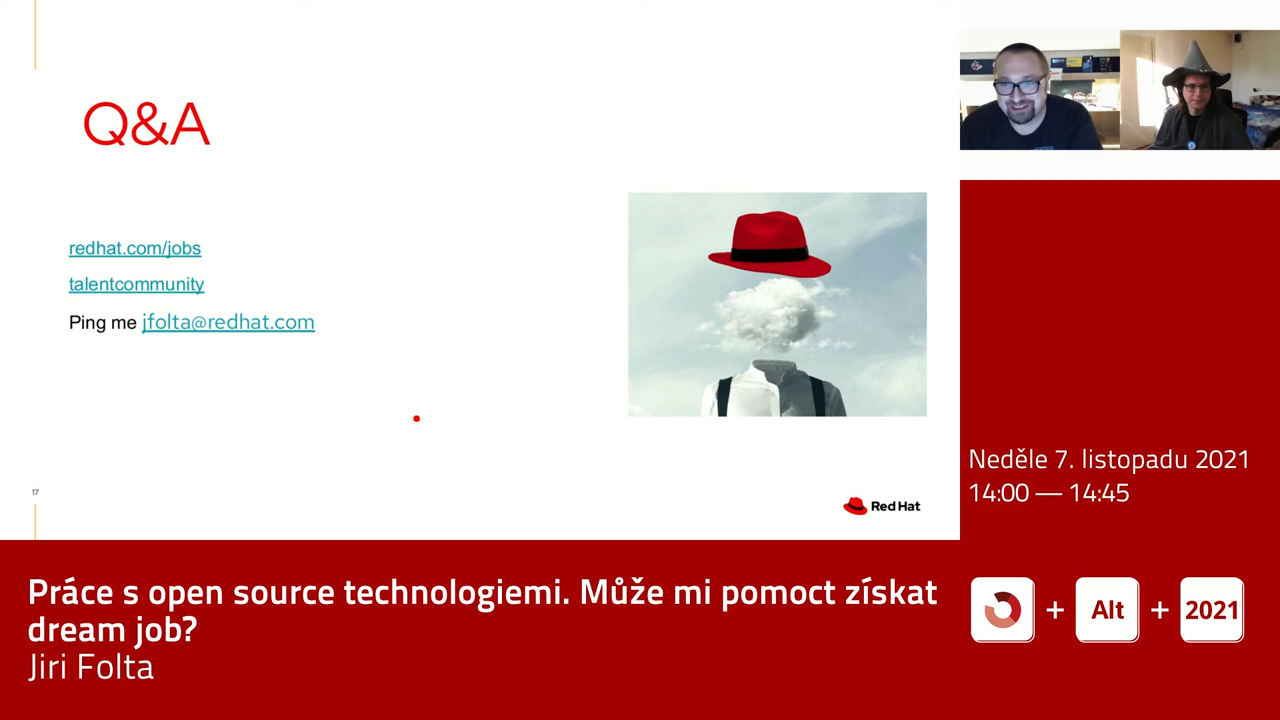 Q&A
redhat.com/jobs
talentcommunity
Ping me jfolta@redhat.com
17
Red Hat
Neděle 7. listopadu 2021
14:00 — 14:45
Práce s open source technologiemi. Může mi pomoct získat
dream job?
Jiri Folta
+ Alt + 2021